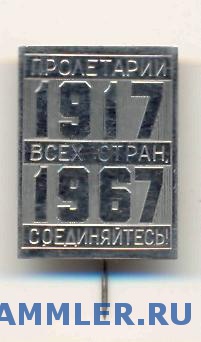 ПРОЛЕТАРИИ
1917
ВСЕХ СТРАН,
1967
СОЕДИНЯЙТЕСЬ!
AMMLER.RU